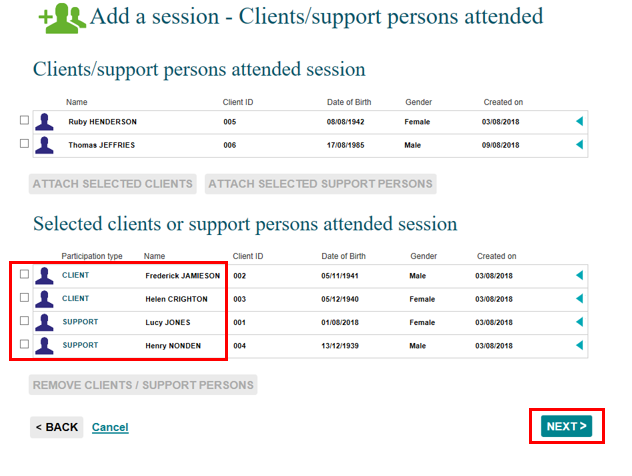 Add a session - Clients/support persons attended
Clients/support persons attended session
Name Client ID Date of Birth Gender Created on
Ruby HENDERSON 005 08/08/1942 Female 03/08/2018
Thomas JEFFRIES 006 17/08/1985 Male 09/08/2018
ATTACH SELECTED CLIENTS ATTACH SELECTED SUPPORT PERSONS
Selected clients or support persons attended session
Participation type Name Client ID Date of Birth Gender Created on
CLIENT Frederick JAMIESON 002 05/11/1941 Male 03/08/2018
CLIENT Helen CRIGHTON 003 05/12/1940 Female 03/08/2018
SUPPORT Lucy JONES 001 01/08/2018 Female 03/08/2018
SUPPORT Henry NONDEN 004 13/12/1939 Male 03/08/2018
REMOVE CLIENTS / SUPPORT PERSONS
< BACK Cancel NEXT >